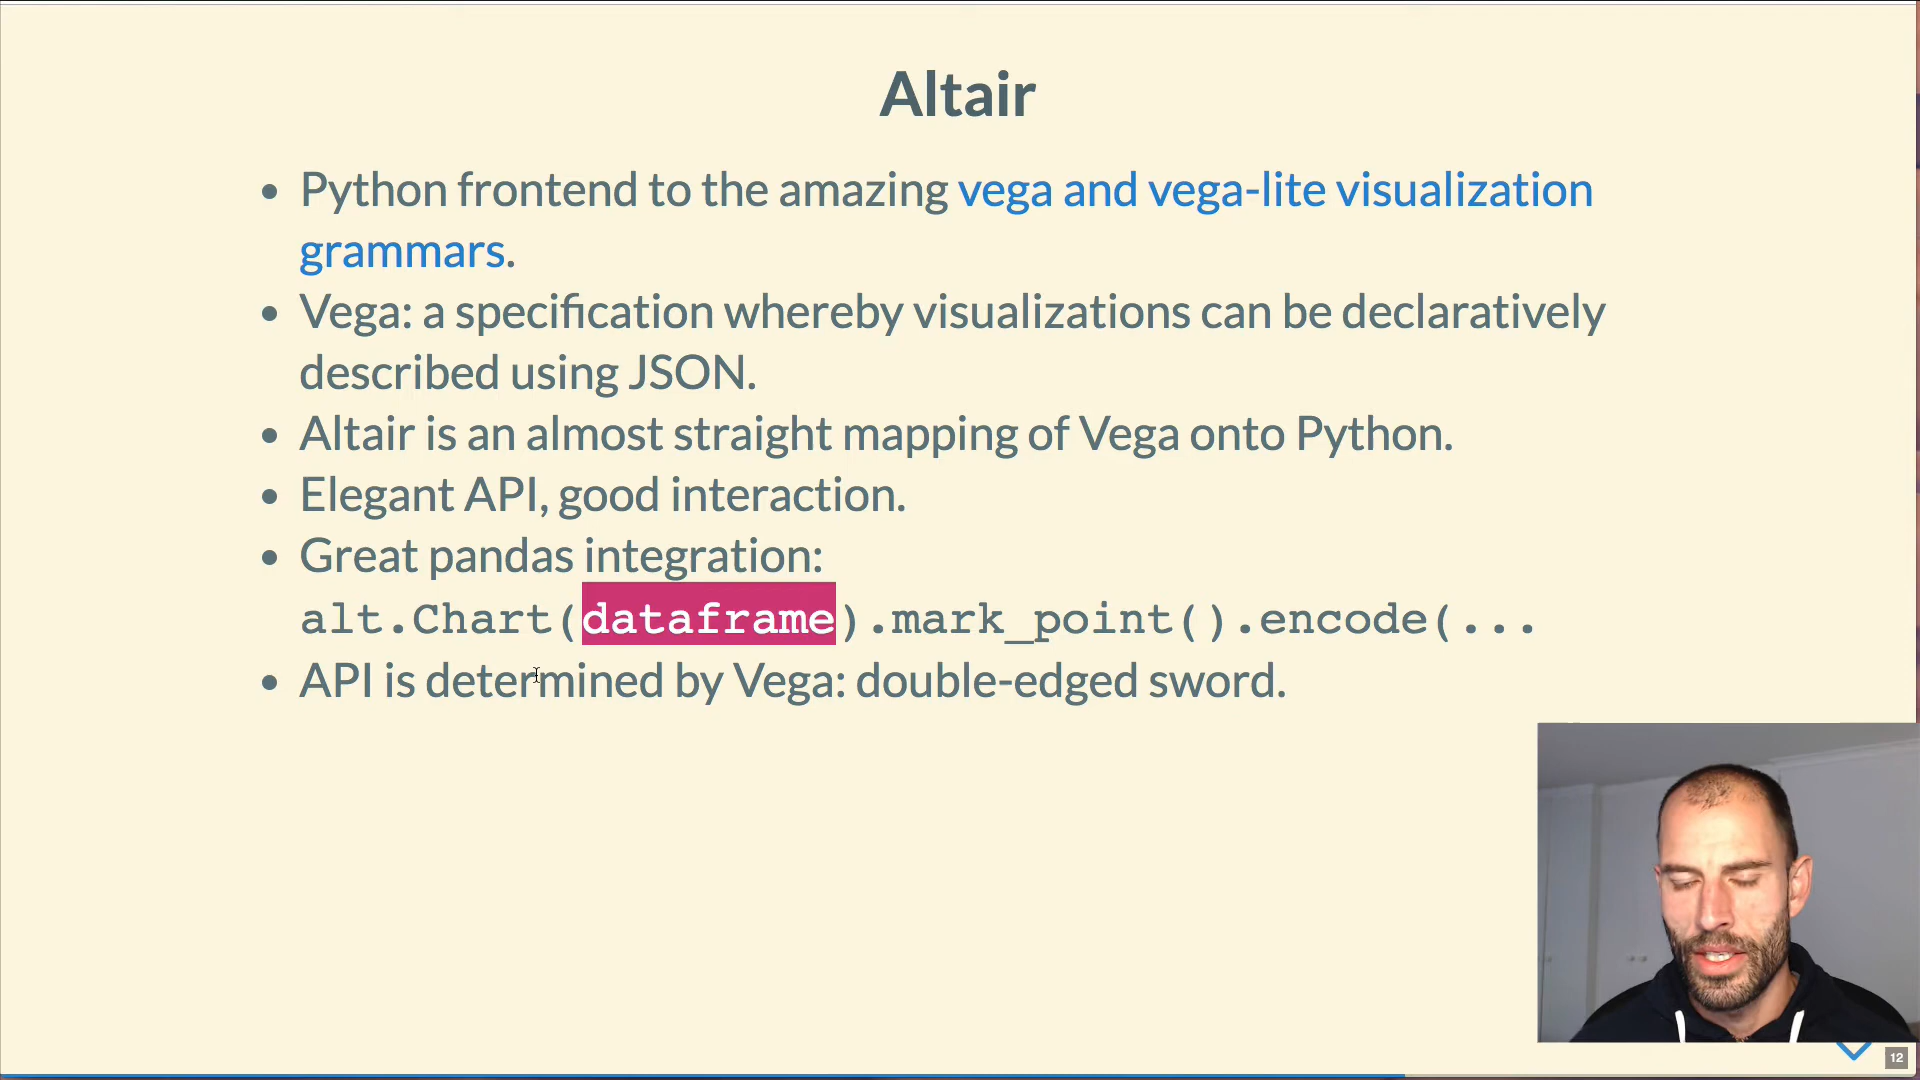 Altair
• Python frontend to the amazing vega and vega-lite visualization
grammars.
• Vega: a specification whereby visualizations can be declaratively
described using JSON.
• Altair is an almost straight mapping of Vega onto Python.
• Elegant API, good interaction.
• Great pandas integration:
alt.Chart(dataframe).mark_point().encode(...
• API is determined by Vega: double-edged sword.
12